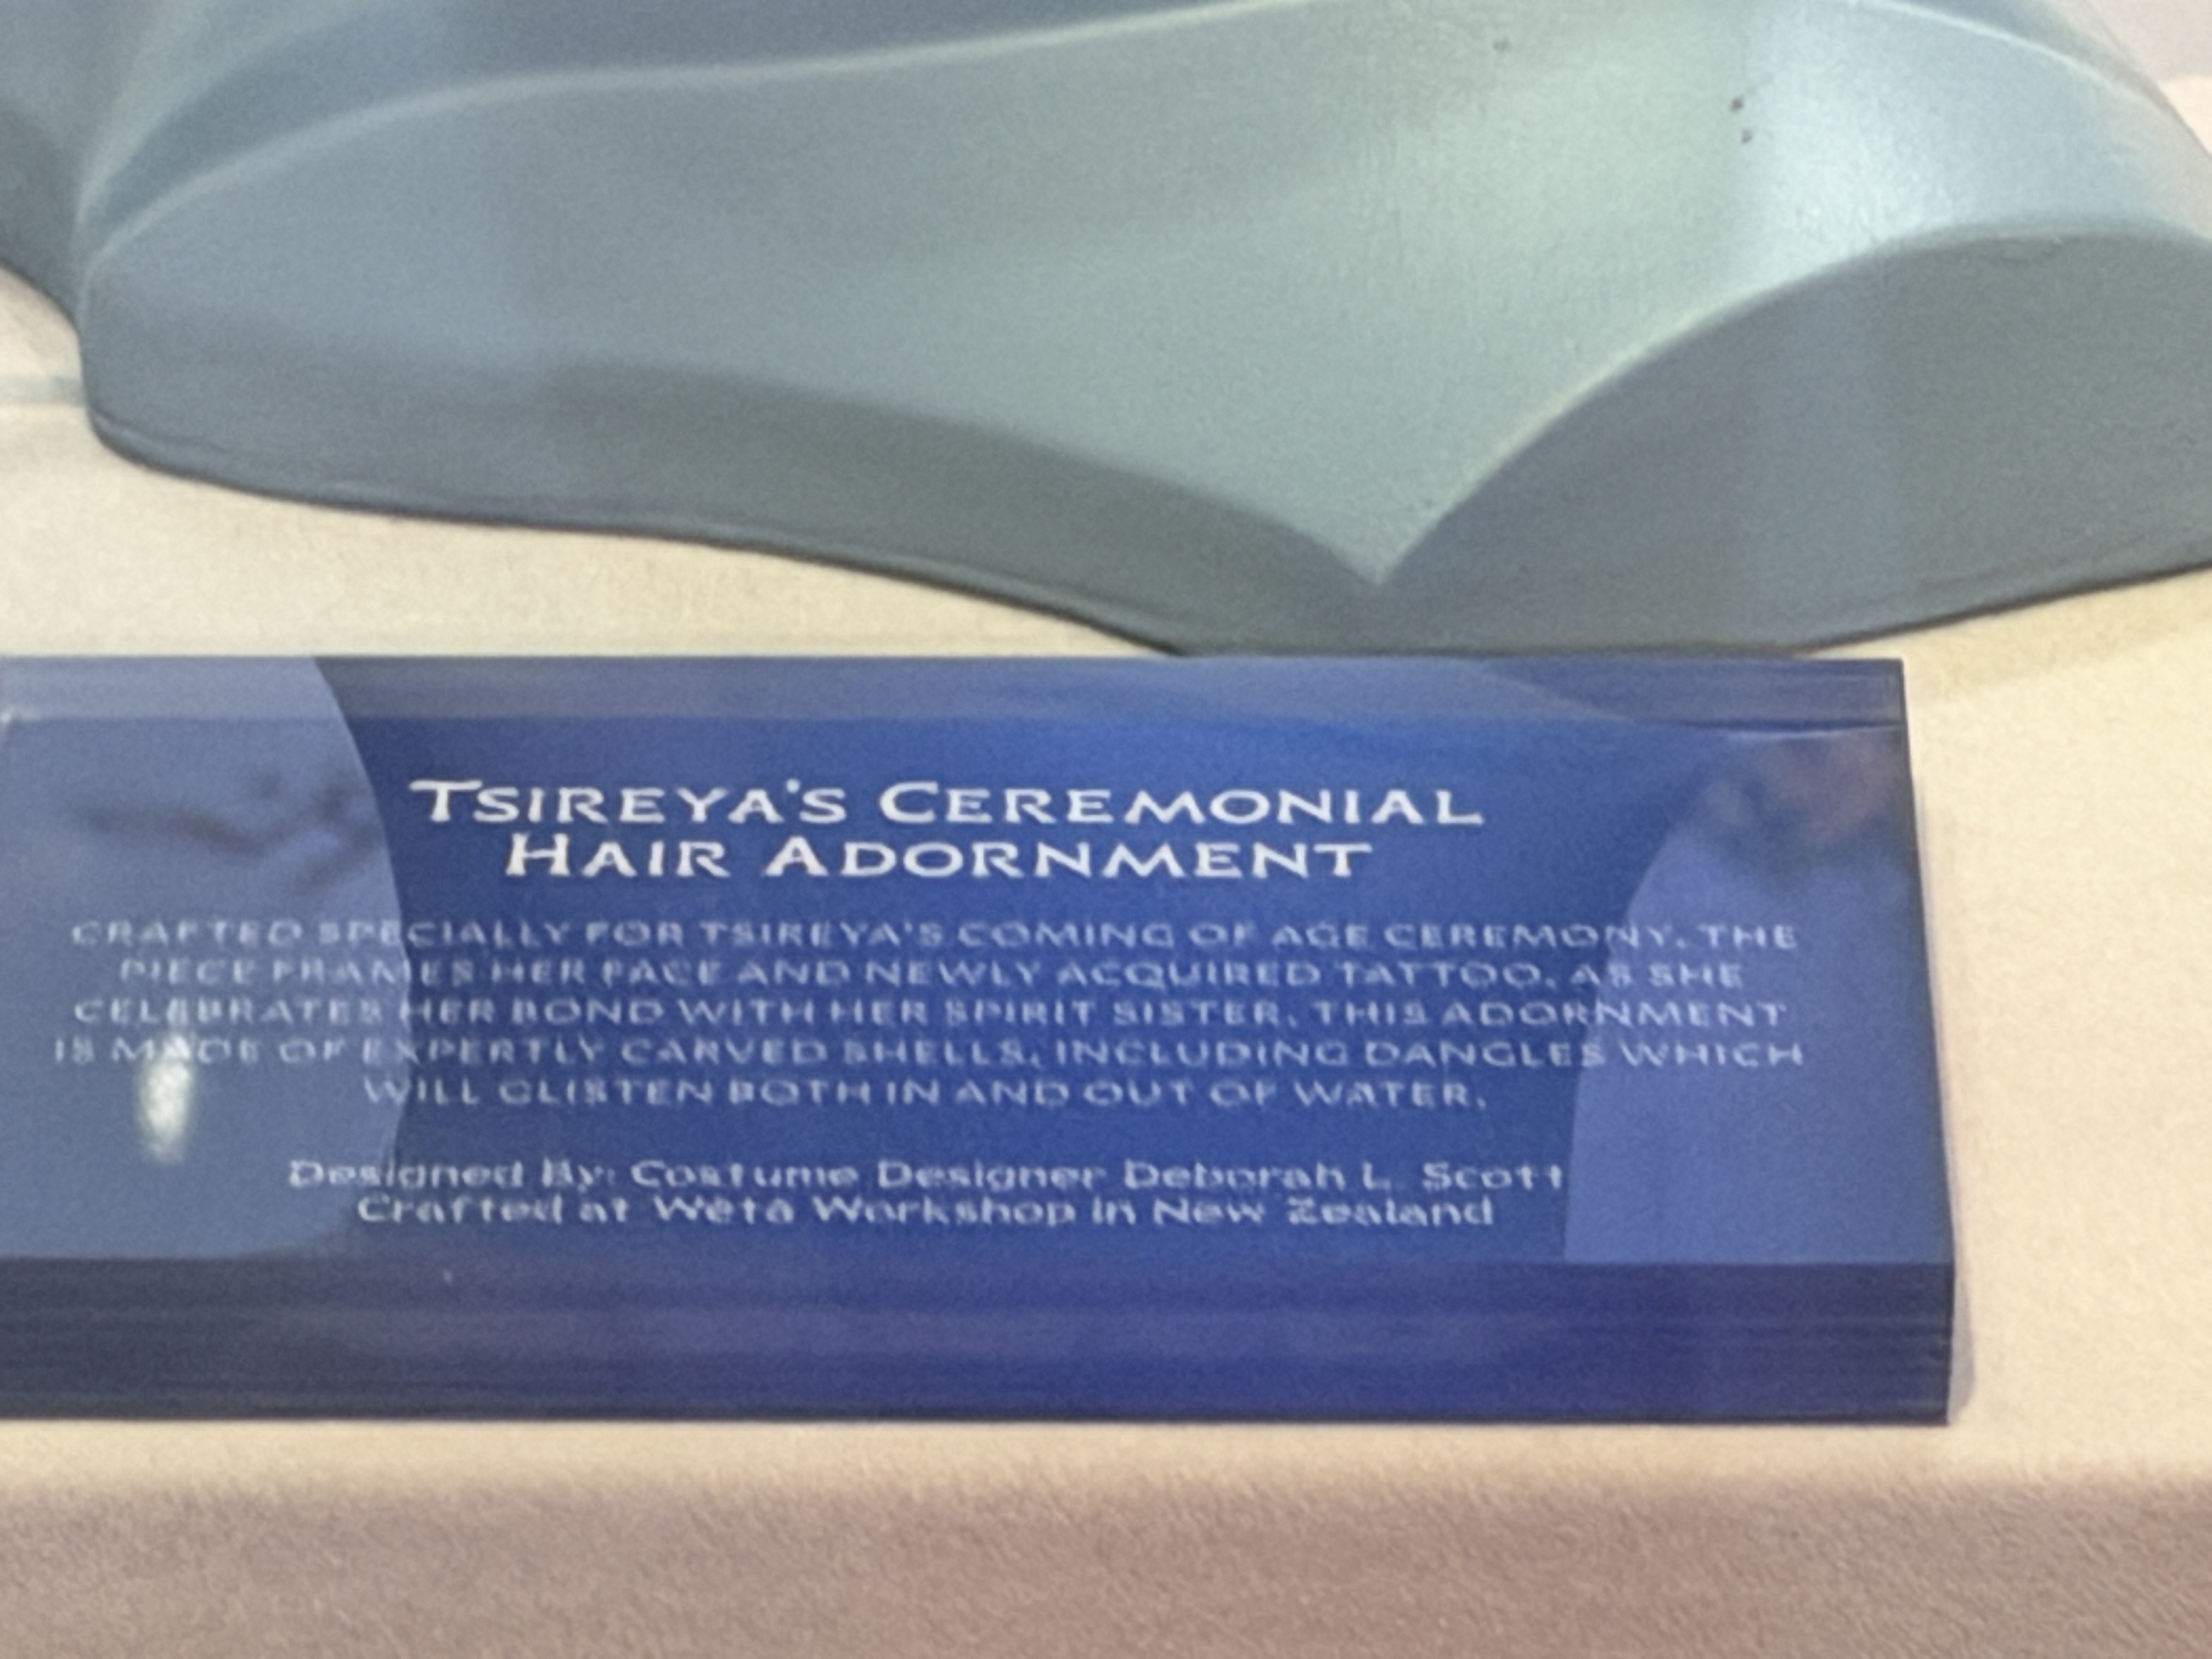 TSIREYA'S CEREMONIAL
HAIR ADORNMENT
CRAFTED SPECIALLY FOR TSIREYA'S COMING OF AGE CEREMONY. THE
PIECE FRAMES HER FACE AND NEWLY ACQUIRED TATTOO, AS SHE
CELEBRATES HER BOND WITH HER SPIRIT SISTER. THIS ADORNMENT
IS MADE OF EXPERTLY CARVED SHELLS, INCLUDING DANGLES WHICH
WILL GLISTEN BOTH IN AND OUT OF WATER.
Designed By: Costume Designer Deborah L. Scott
Crafted at Wētā Workshop in New Zealand